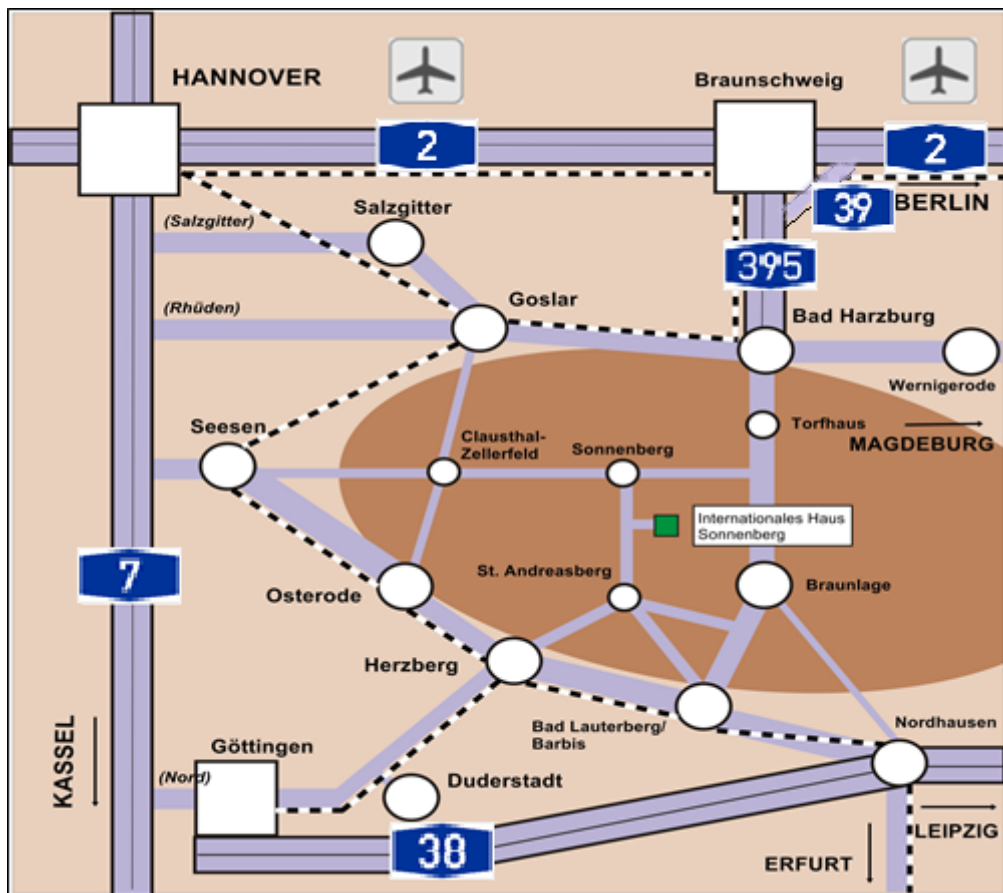 HANNOVER
Braunschweig
2
2
39
BERLIN
(Salzgitter)
Salzgitter
395
(Rhüden)
Goslar
Bad Harzburg
Wernigerode
Seesen
Clausthal-
Zellerfeld
Sonnenberg
Torfhaus
MAGDEBURG
Internationales Haus
Sonnenberg
7
Osterode
St. Andreasberg
Braunlage
Herzberg
Bad Lauterberg/
Barbis
Nordhausen
KASSEL
Göttingen
(Nord)
Duderstadt
38
LEIPZIG
ERFURT